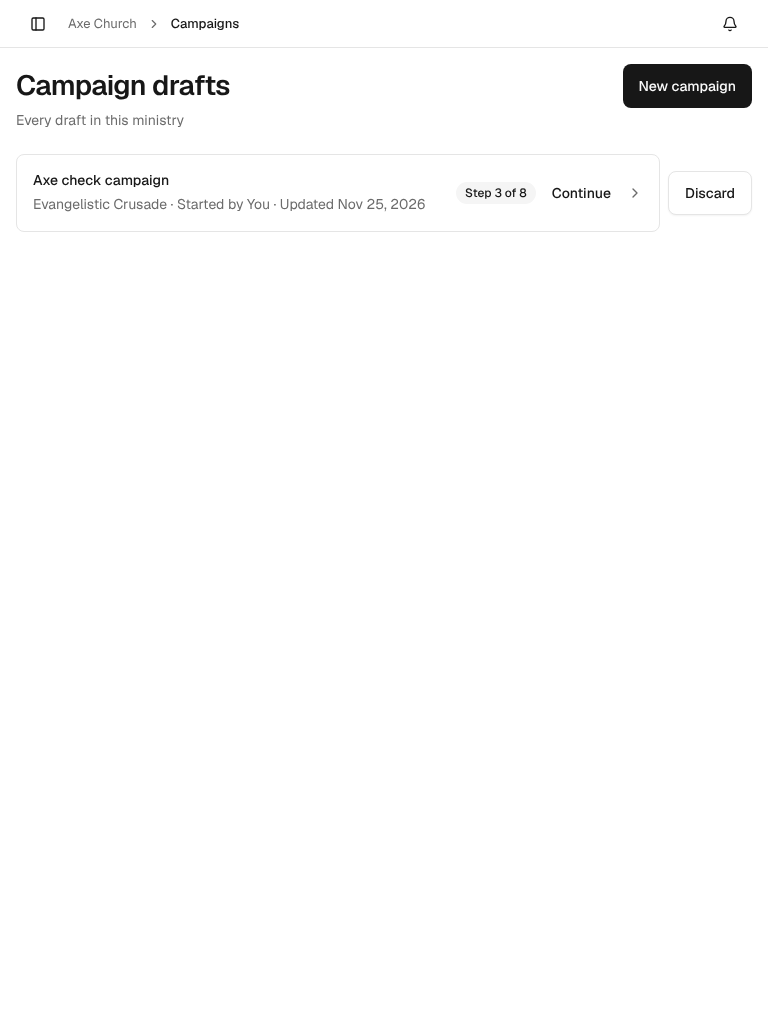 Axe Church > Campaigns
Campaign drafts
New campaign
Every draft in this ministry
Axe check campaign
Evangelistic Crusade · Started by You · Updated Nov 25, 2026
Step 3 of 8
Continue
Discard